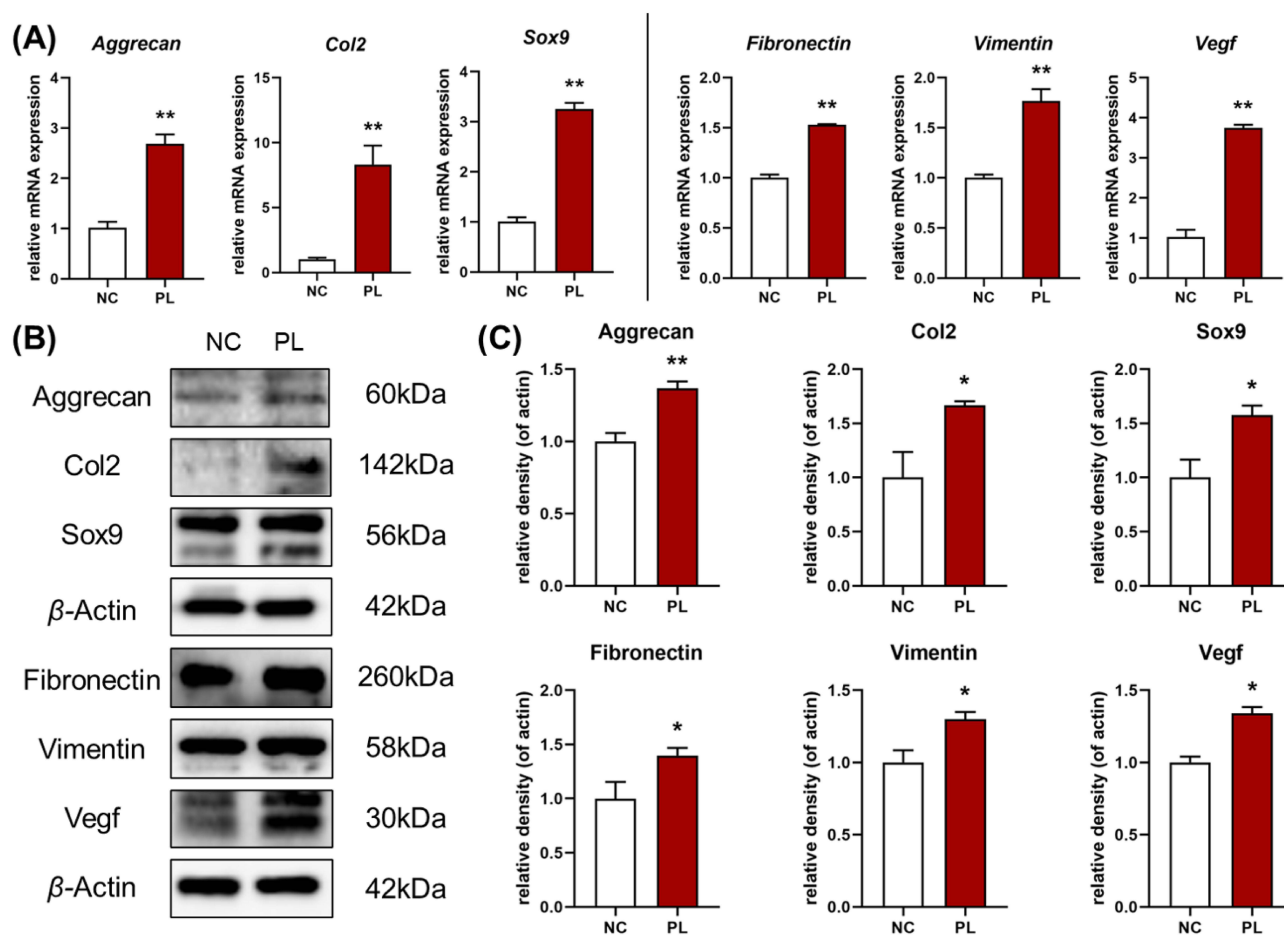 (A)
Aggrecan
relative mRNA expression
4
3
2
1
0
**
NC PL
Col2
relative mRNA expression
15
10
5
0
**
NC PL
Sox9
relative mRNA expression
4
3
2
1
0
**
NC PL
Fibronectin
relative mRNA expression
2.0
1.5
1.0
0.5
0.0
**
NC PL
Vimentin
relative mRNA expression
2.0
1.5
1.0
0.5
0.0
**
NC PL
Vegf
relative mRNA expression
5
4
3
2
1
0
**
NC PL
(B)
NC PL
Aggrecan 60kDa
Col2 142kDa
Sox9 56kDa
β-Actin 42kDa
Fibronectin 260kDa
Vimentin 58kDa
Vegf 30kDa
β-Actin 42kDa
(C)
Aggrecan
relative density (of actin)
1.5
1.0
0.5
0.0
**
NC PL
Col2
relative density (of actin)
2.0
1.5
1.0
0.5
0.0
*
NC PL
Sox9
relative density (of actin)
2.0
1.5
1.0
0.5
0.0
*
NC PL
Fibronectin
relative density (of actin)
2.0
1.5
1.0
0.5
0.0
*
NC PL
Vimentin
relative density (of actin)
1.5
1.0
0.5
0.0
*
NC PL
Vegf
relative density (of actin)
1.5
1.0
0.5
0.0
*
NC PL